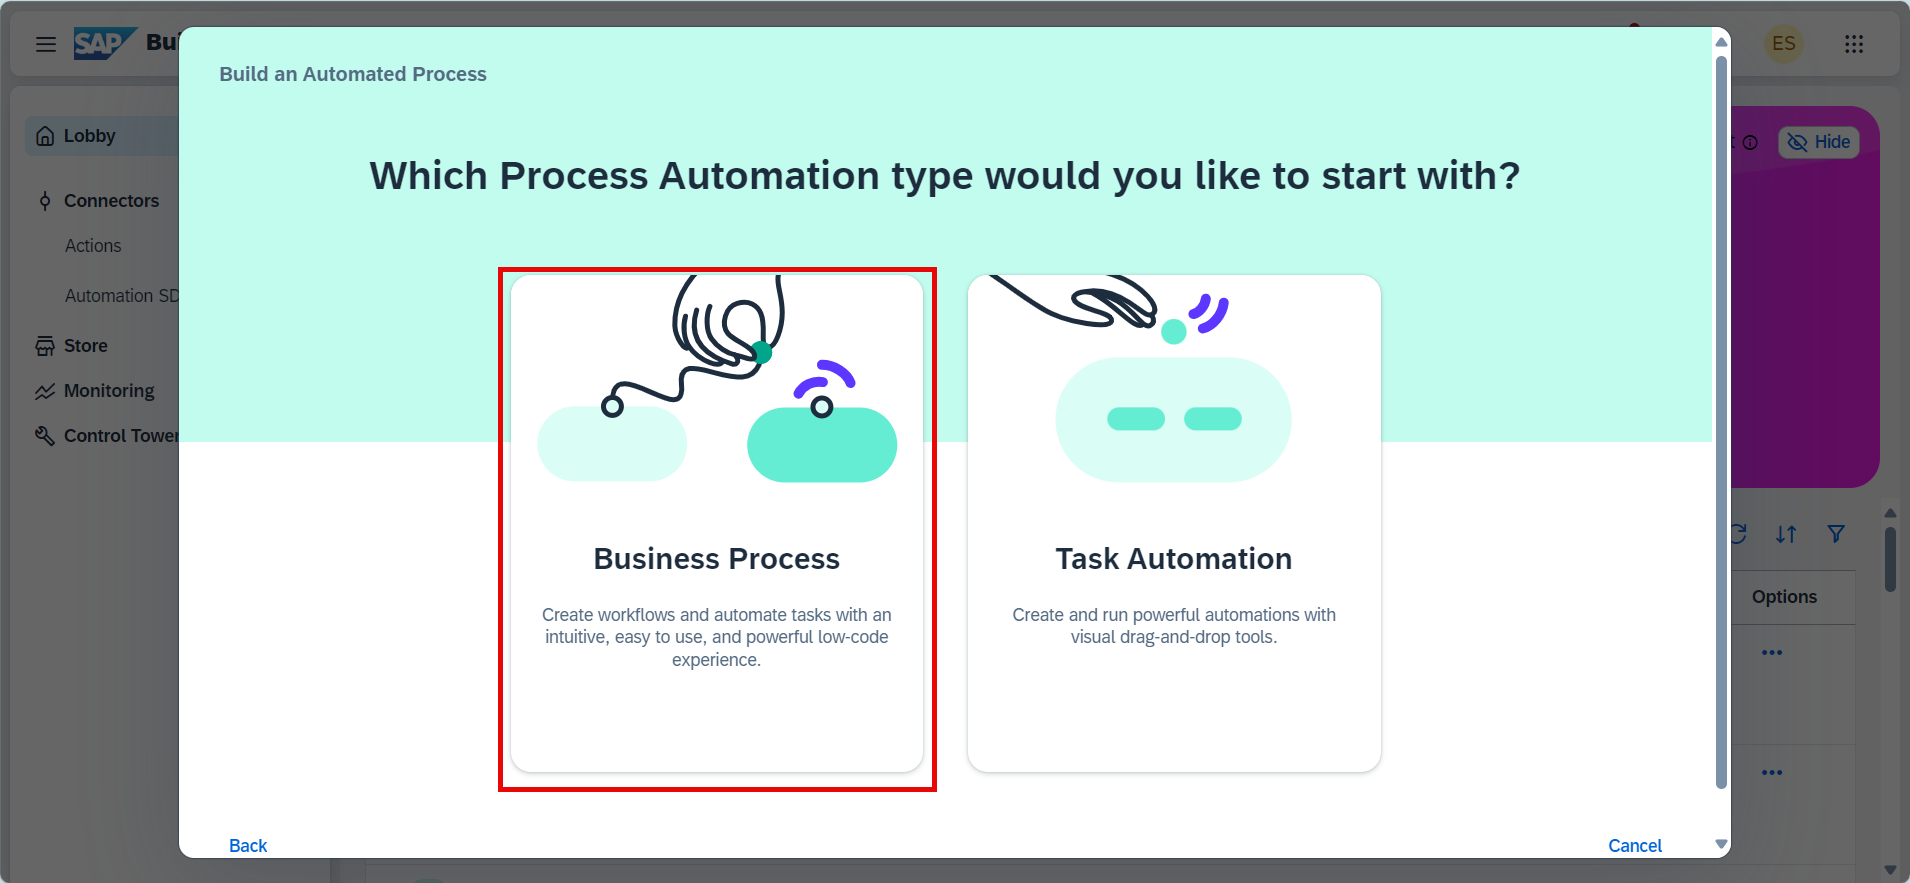 SAP Bui
ES
Build an Automated Process
Which Process Automation type would you like to start with?
Lobby
Connectors
Actions
Automation SD
Store
Monitoring
Control Tower
Hide
Business Process
Create workflows and automate tasks with an
intuitive, easy to use, and powerful low-code
experience.
Task Automation
Create and run powerful automations with
visual drag-and-drop tools.
Options
Back
Cancel